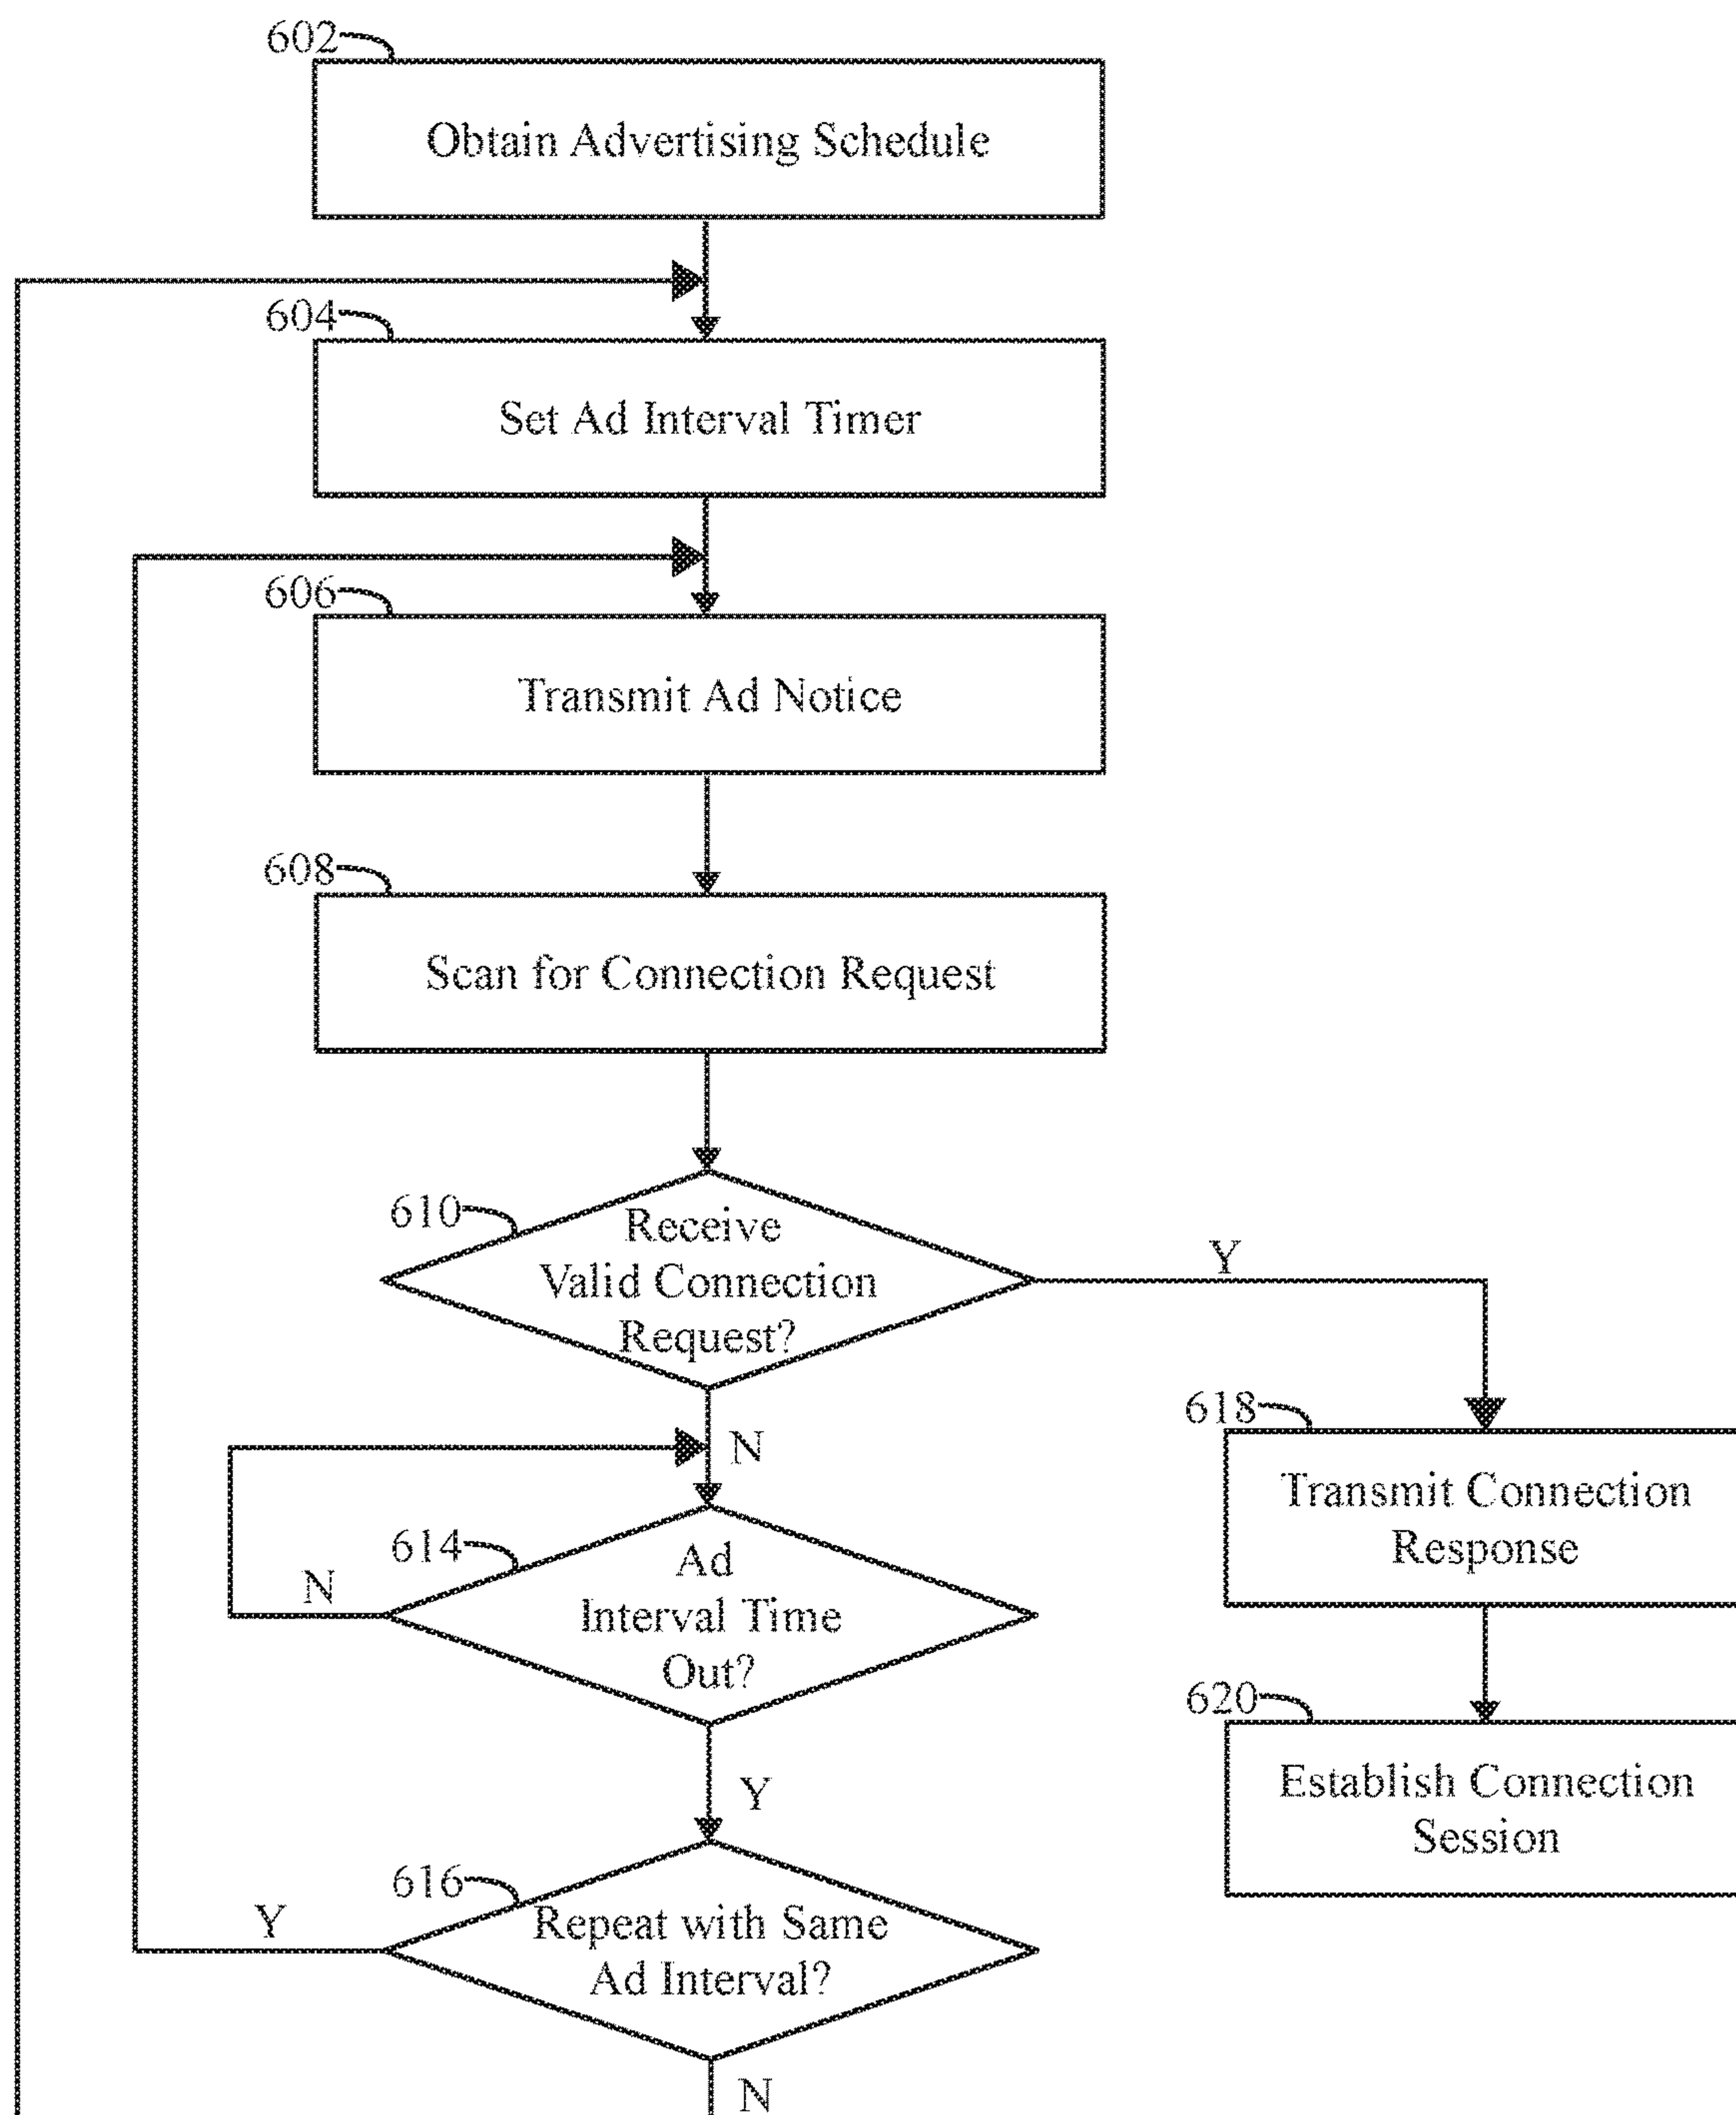 602
Obtain Advertising Schedule
604
Set Ad Interval Timer
606
Transmit Ad Notice
608
Scan for Connection Request
610
Receive
Valid Connection
Request?
Y
N
614
Ad
Interval Time
Out?
N
Y
616
Repeat with Same
Ad Interval?
Y
N
618
Transmit Connection
Response
620
Establish Connection
Session